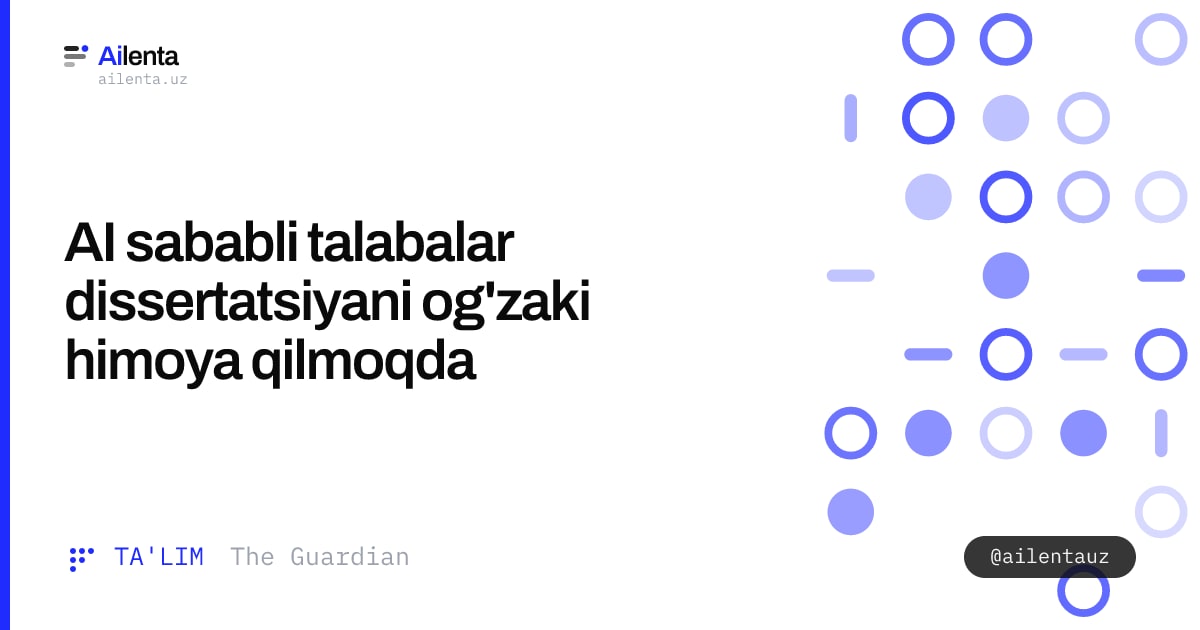 Ailenta
ailenta.uz
AI sababli talabalar
dissertatsiyani og'zaki
himoya qilmoqda
TA'LIM The Guardian
@ailentauz